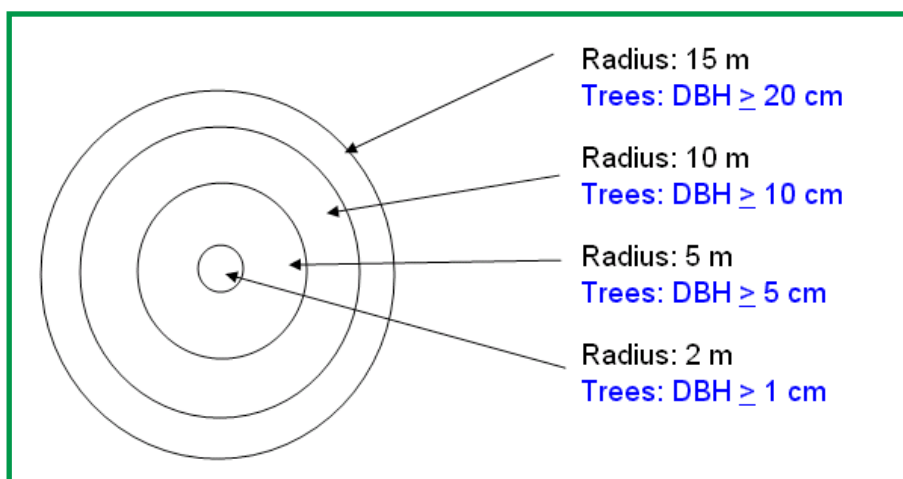 Radius: 15 m
Trees: DBH ≥ 20 cm
Radius: 10 m
Trees: DBH ≥ 10 cm
Radius: 5 m
Trees: DBH ≥ 5 cm
Radius: 2 m
Trees: DBH ≥ 1 cm